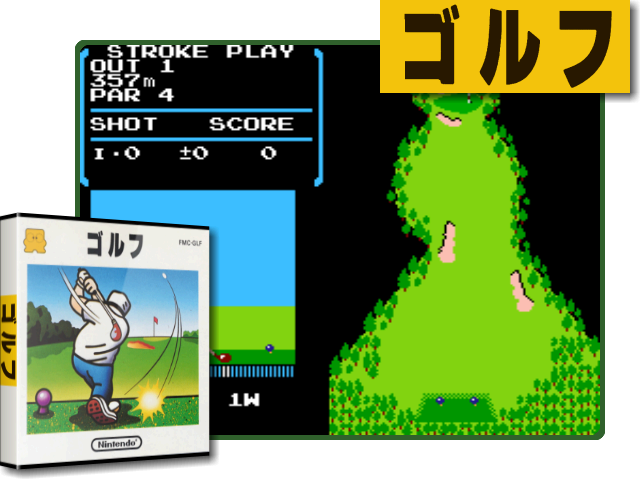 ゴルフ
STROKE PLAY
OUT 1
357m
PAR 4
SHOT SCORE
I·0 ±0 0
1W
ゴルフ
FMC-GLF
ゴルフ
Nintendo